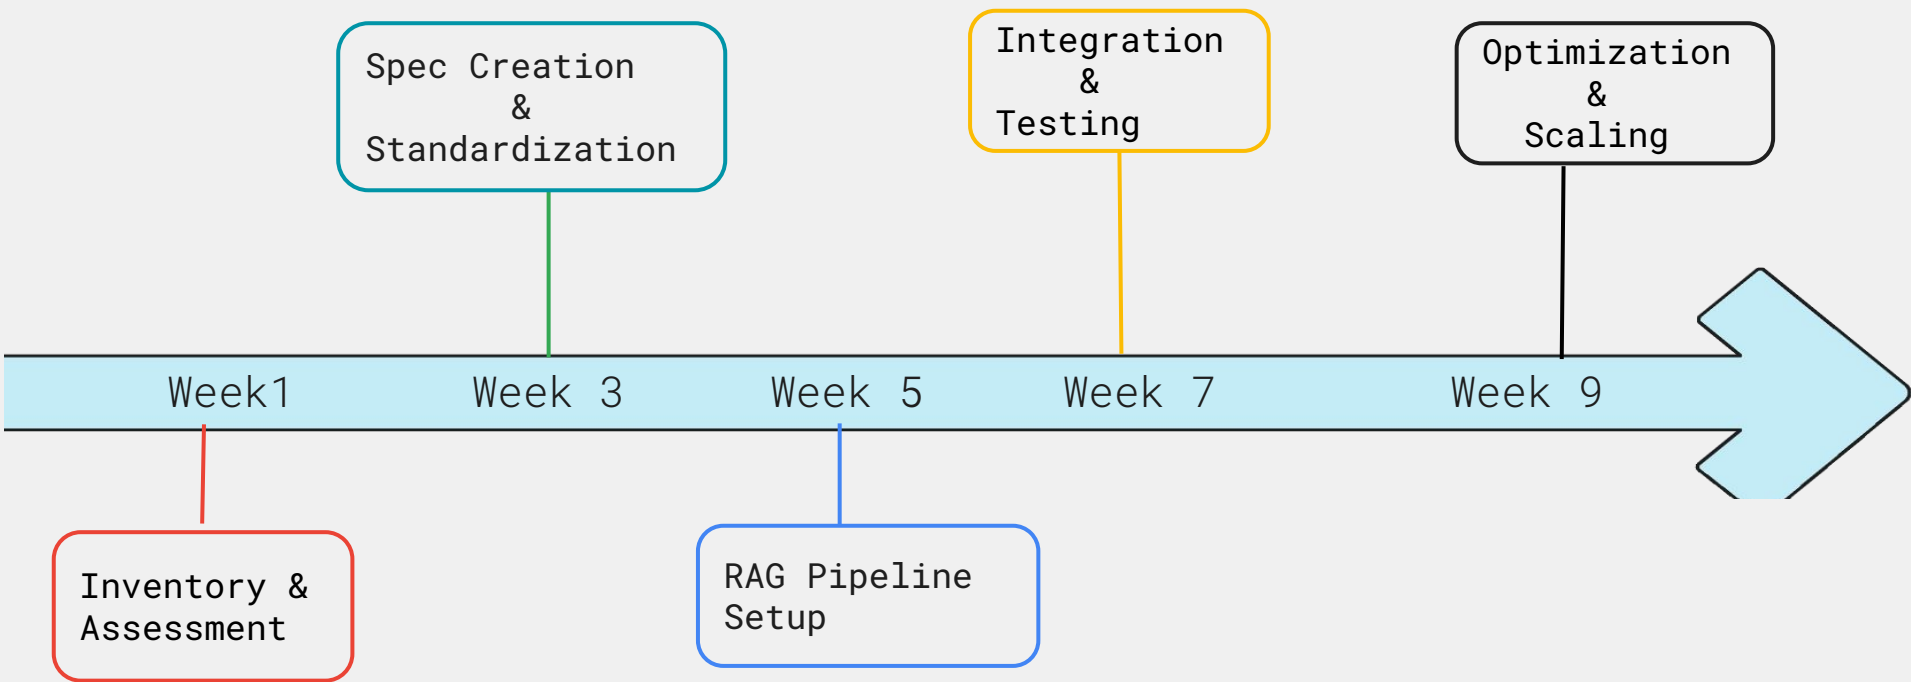 Spec Creation
&
Standardization
Integration
&
Testing
Optimization
&
Scaling
Week1
Week 3
Week 5
Week 7
Week 9
Inventory &
Assessment
RAG Pipeline
Setup